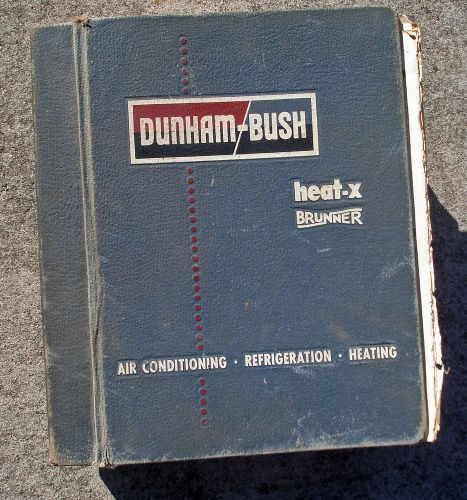 DUNHAM-BUSH
heat-x
BRUNNER
AIR CONDITIONING · REFRIGERATION · HEATING